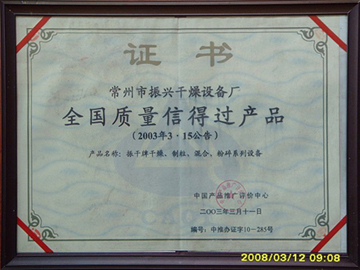 证书
常州市振兴干燥设备厂
全国质量信得过产品
(2003年3·15公告)
产品名称：振干牌干燥、制粒、混合、粉碎系列设备
中国产品推广评价中心
二〇〇三年三月十一日
编号：中推办证字10-285号
2008/03/12 09:08